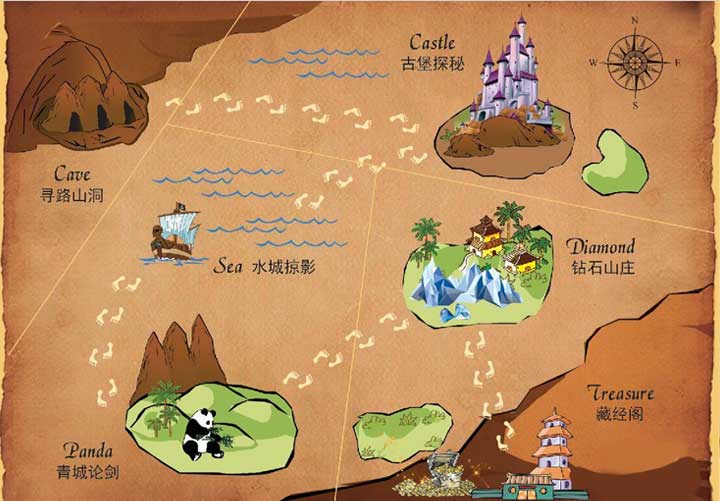 Castle
古堡探秘
N
W E
S
Cave
寻路山洞
Sea 水城掠影
Diamond
钻石山庄
Treasure
藏经阁
Panda
青城论剑